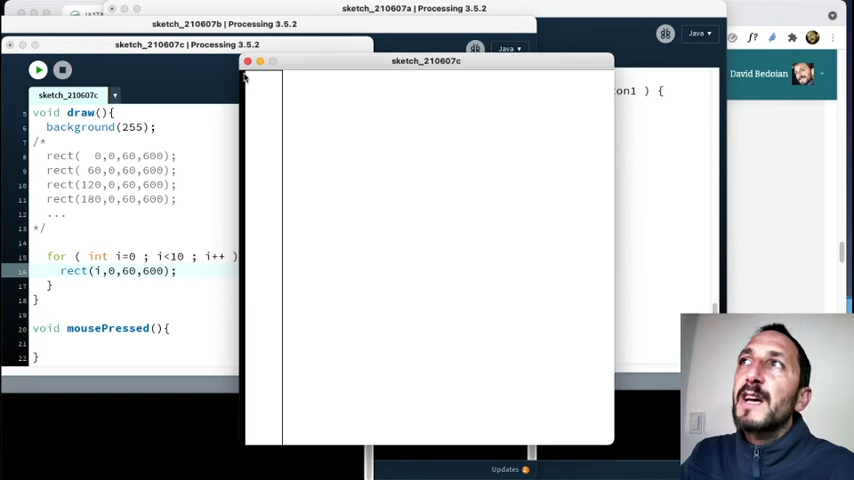 sketch_210607a | Processing 3.5.2
sketch_210607b | Processing 3.5.2
sketch_210607c | Processing 3.5.2
Java
Java
sketch_210607c
f?
David Bedoian
on1 ) {
sketch_210607c
5 void draw(){
6 background(255);
7 /*
8 rect( 0,0,60,600);
9 rect( 60,0,60,600);
10 rect(120,0,60,600);
11 rect(180,0,60,600);
12 ...
13 */
14
15 for ( int i=0 ; i<10 ; i++ )
16 rect(i,0,60,600);
17 }
18 }
19
20 void mousePressed(){
21
22 }
Updates 2